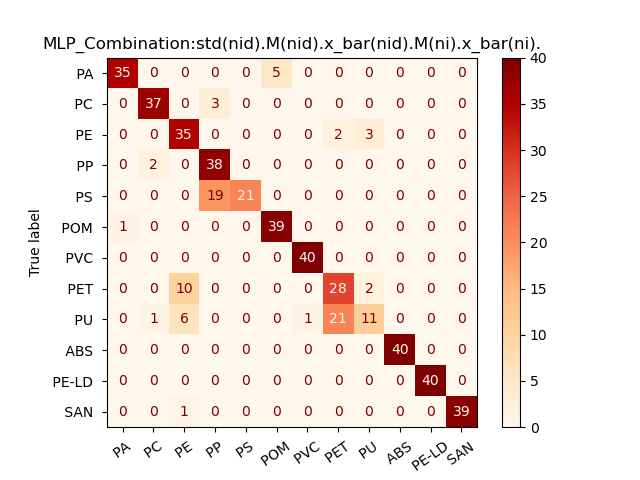 MLP_Combination:std(nid).M(nid).x_bar(nid).M(ni).x_bar(ni).
PA 35 0 0 0 0 5 0 0 0 0 0 0
PC 0 37 0 3 0 0 0 0 0 0 0 0
PE 0 0 35 0 0 0 0 2 3 0 0 0
PP 0 2 0 38 0 0 0 0 0 0 0 0
PS 0 0 0 19 21 0 0 0 0 0 0 0
POM 1 0 0 0 0 39 0 0 0 0 0 0
PVC 0 0 0 0 0 0 40 0 0 0 0 0
PET 0 0 10 0 0 0 0 28 2 0 0 0
PU 0 1 6 0 0 0 1 21 11 0 0 0
ABS 0 0 0 0 0 0 0 0 0 40 0 0
PE-LD 0 0 0 0 0 0 0 0 0 0 40 0
SAN 0 0 1 0 0 0 0 0 0 0 0 39
PA PC PE PP PS POM PVC PET PU ABS PE-LD SAN
True label
40
35
30
25
20
15
10
5
0